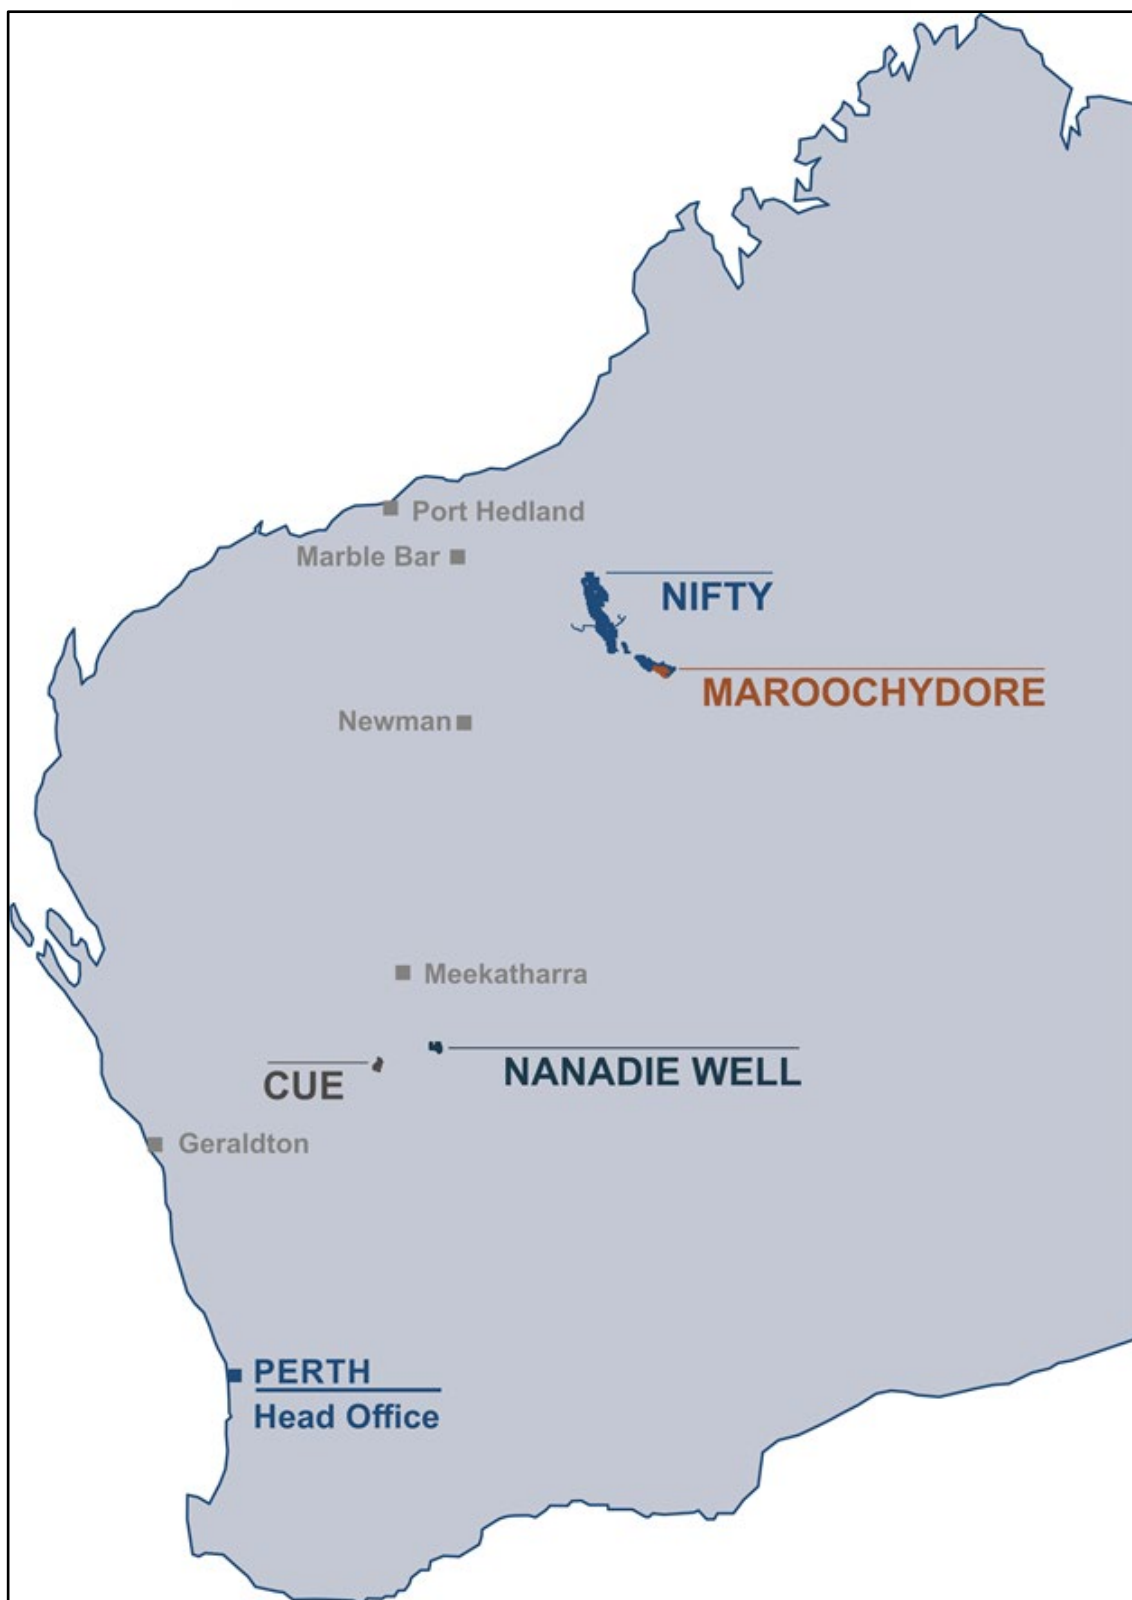 Port Hedland
Marble Bar
NIFTY
MAROOCHYDORE
Newman
Meekatharra
NANADIE WELL
CUE
Geraldton
PERTH
Head Office